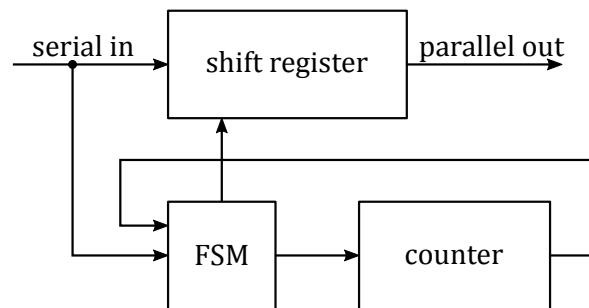 serial in
shift register
parallel out
FSM
counter